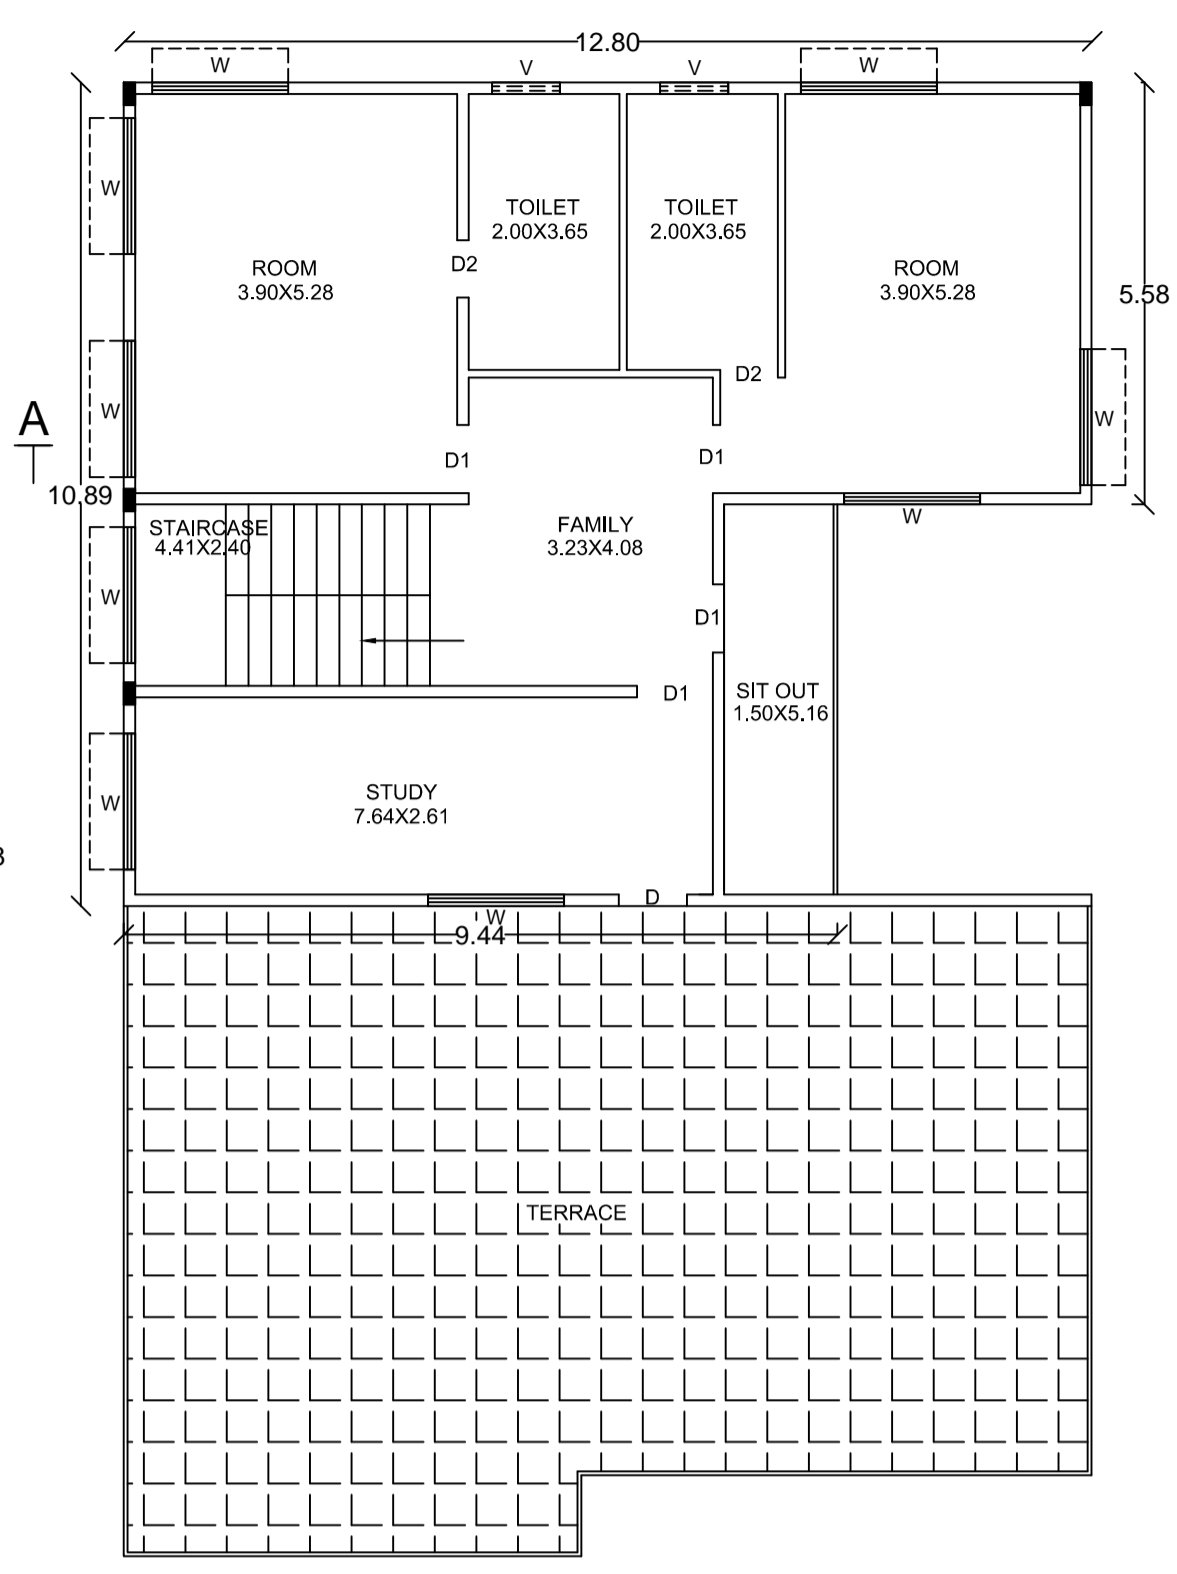 12.80
W
V
V
W
W
TOILET
2.00X3.65
TOILET
2.00X3.65
D2
ROOM
3.90X5.28
ROOM
3.90X5.28
5.58
D2
W
A
W
D1
D1
10.89
STAIRCASE
4.41X2.40
FAMILY
3.23X4.08
W
W
D1
D1
SIT OUT
1.50X5.16
STUDY
7.64X2.61
W
D
W
9.44
TERRACE